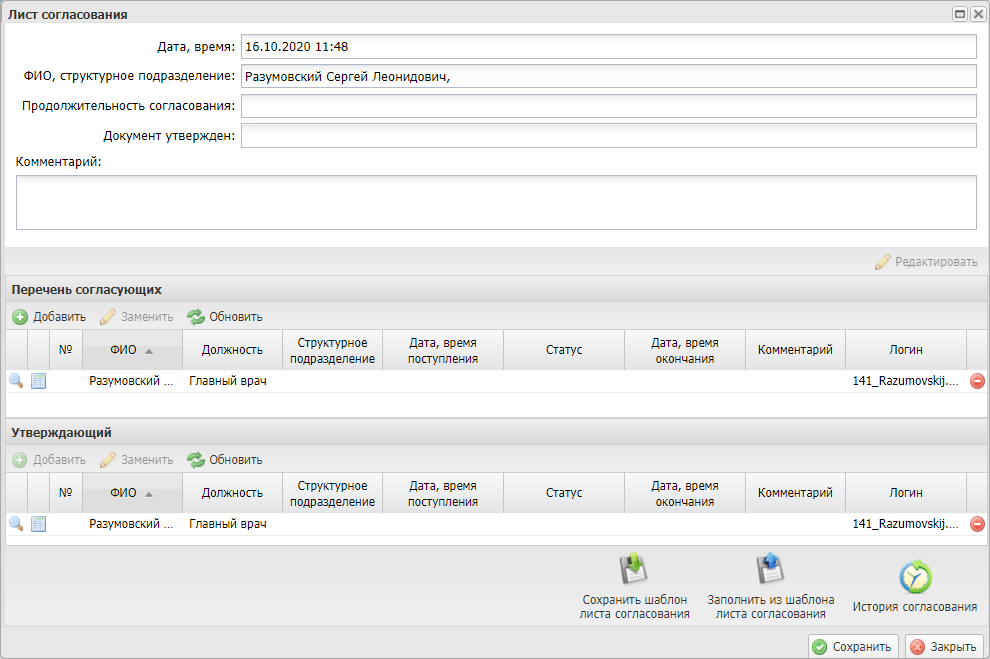 Лист согласования
Дата, время: 16.10.2020 11:48
ФИО, структурное подразделение: Разумовский Сергей Леонидович,
Продолжительность согласования:
Документ утвержден:
Комментарий:
Редактировать
Перечень согласующих
Добавить Заменить Обновить
№ ФИО Должность Структурное подразделение Дата, время поступления Статус Дата, время окончания Комментарий Логин
Разумовский ... Главный врач 141_Razumovskij....
Утверждающий
Добавить Заменить Обновить
№ ФИО Должность Структурное подразделение Дата, время поступления Статус Дата, время окончания Комментарий Логин
Разумовский ... Главный врач 141_Razumovskij....
Сохранить шаблон листа согласования
Заполнить из шаблона листа согласования
История согласования
Сохранить Закрыть